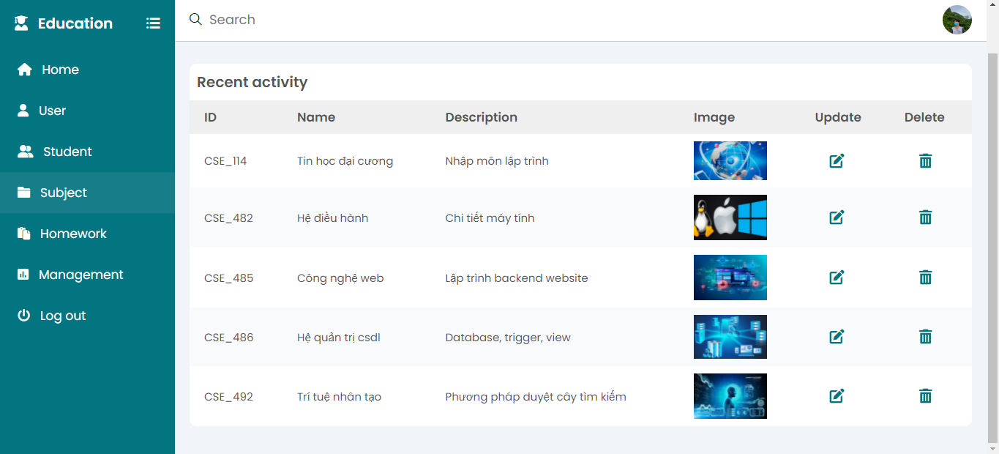 Education
Search
Home
User
Student
Subject
Homework
Management
Log out
Recent activity
ID Name Description Image Update Delete
CSE_114 Tin học đại cương Nhập môn lập trình
CSE_482 Hệ điều hành Chi tiết máy tính
CSE_485 Công nghệ web Lập trình backend website
CSE_486 Hệ quản trị csdl Database, trigger, view
CSE_492 Trí tuệ nhân tạo Phương pháp duyệt cây tìm kiếm